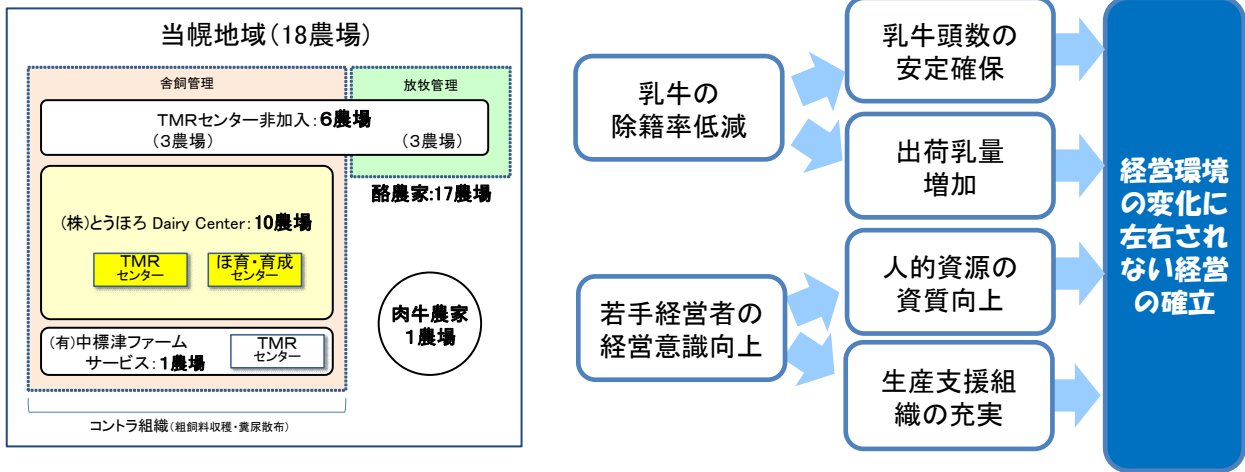 当幌地域(18農場)
舎飼管理
放牧管理
TMRセンター非加入:6農場
(3農場)
(3農場)
酪農家:17農場
(株)とうほろ Dairy Center:10農場
TMR
センター
ほ育・育成
センター
肉牛農家
1農場
(有)中標津ファーム
サービス:1農場
TMR
センター
コントラ組織(粗飼料収穫・糞尿散布)
乳牛の
除籍率低減
乳牛頭数の
安定確保
出荷乳量
増加
若手経営者の
経営意識向上
人的資源の
資質向上
生産支援組
織の充実
経営環境
の変化に
左右され
ない経営
の確立